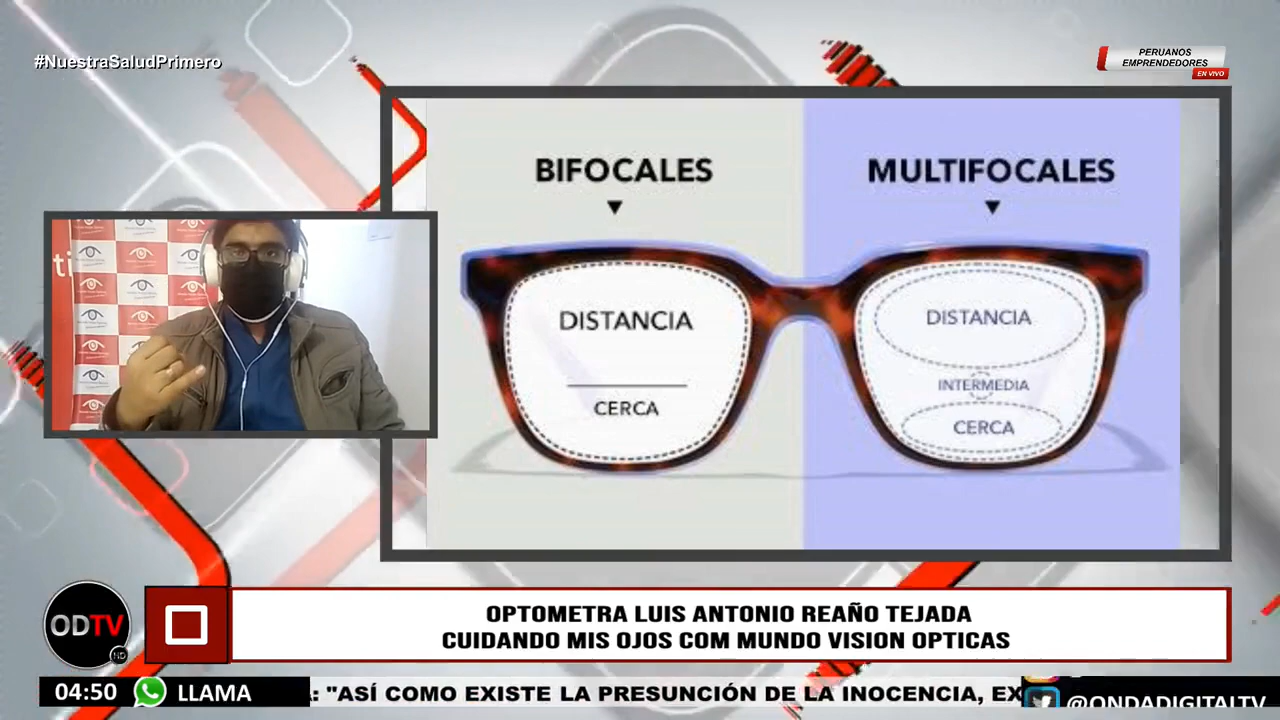 #NuestraSaludPrimero
PERUANOS
EMPRENDEDORES
EN VIVO
BIFOCALES
MULTIFOCALES
DISTANCIA
CERCA
DISTANCIA
INTERMEDIA
CERCA
ODTV
HD
OPTOMETRA LUIS ANTONIO REAÑO TEJADA
CUIDANDO MIS OJOS COM MUNDO VISION OPTICAS
04:50
LLAMA
: "ASÍ COMO EXISTE LA PRESUNCIÓN DE LA INOCENCIA, EX
@ONDADIGITALTV